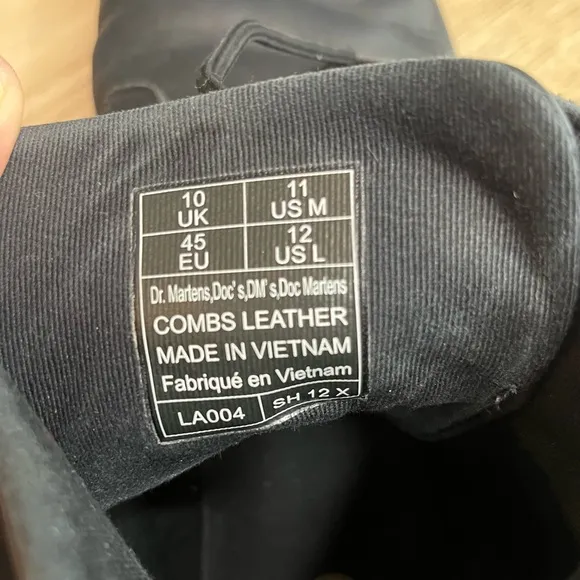 10 UK
11 US M
45 EU
12 US L
Dr. Martens,Doc's,DM's,Doc Martens
COMBS LEATHER
MADE IN VIETNAM
Fabriqué en Vietnam
LA004 SH 12 X